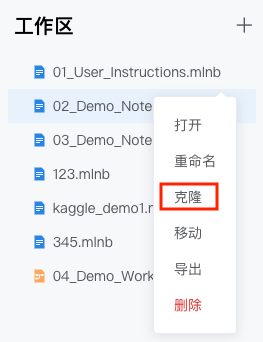 工作区
01_User_Instructions.mlnb
02_Demo_Note
03_Demo_Note
123.mlnb
kaggle_demo1.
345.mlnb
04_Demo_Work
打开
重命名
克隆
移动
导出
删除